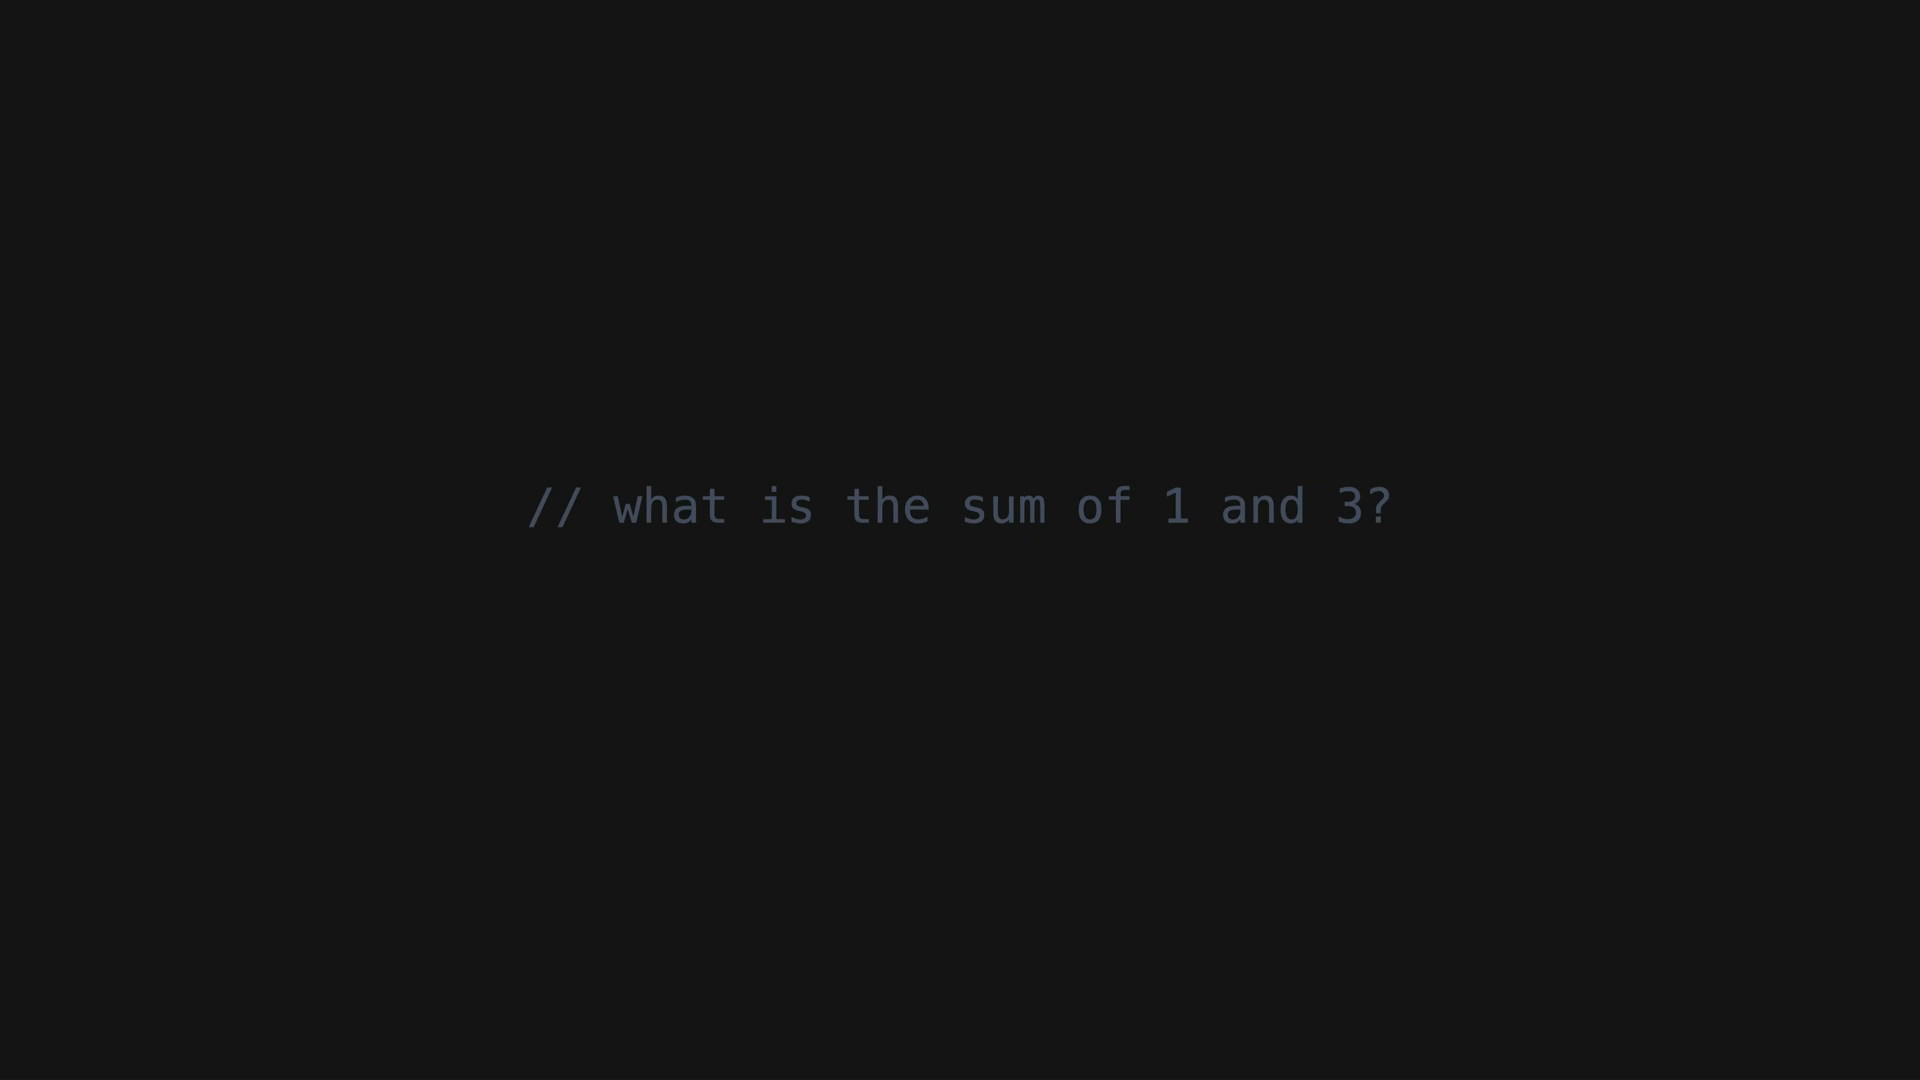 // what is the sum of 1 and 3?